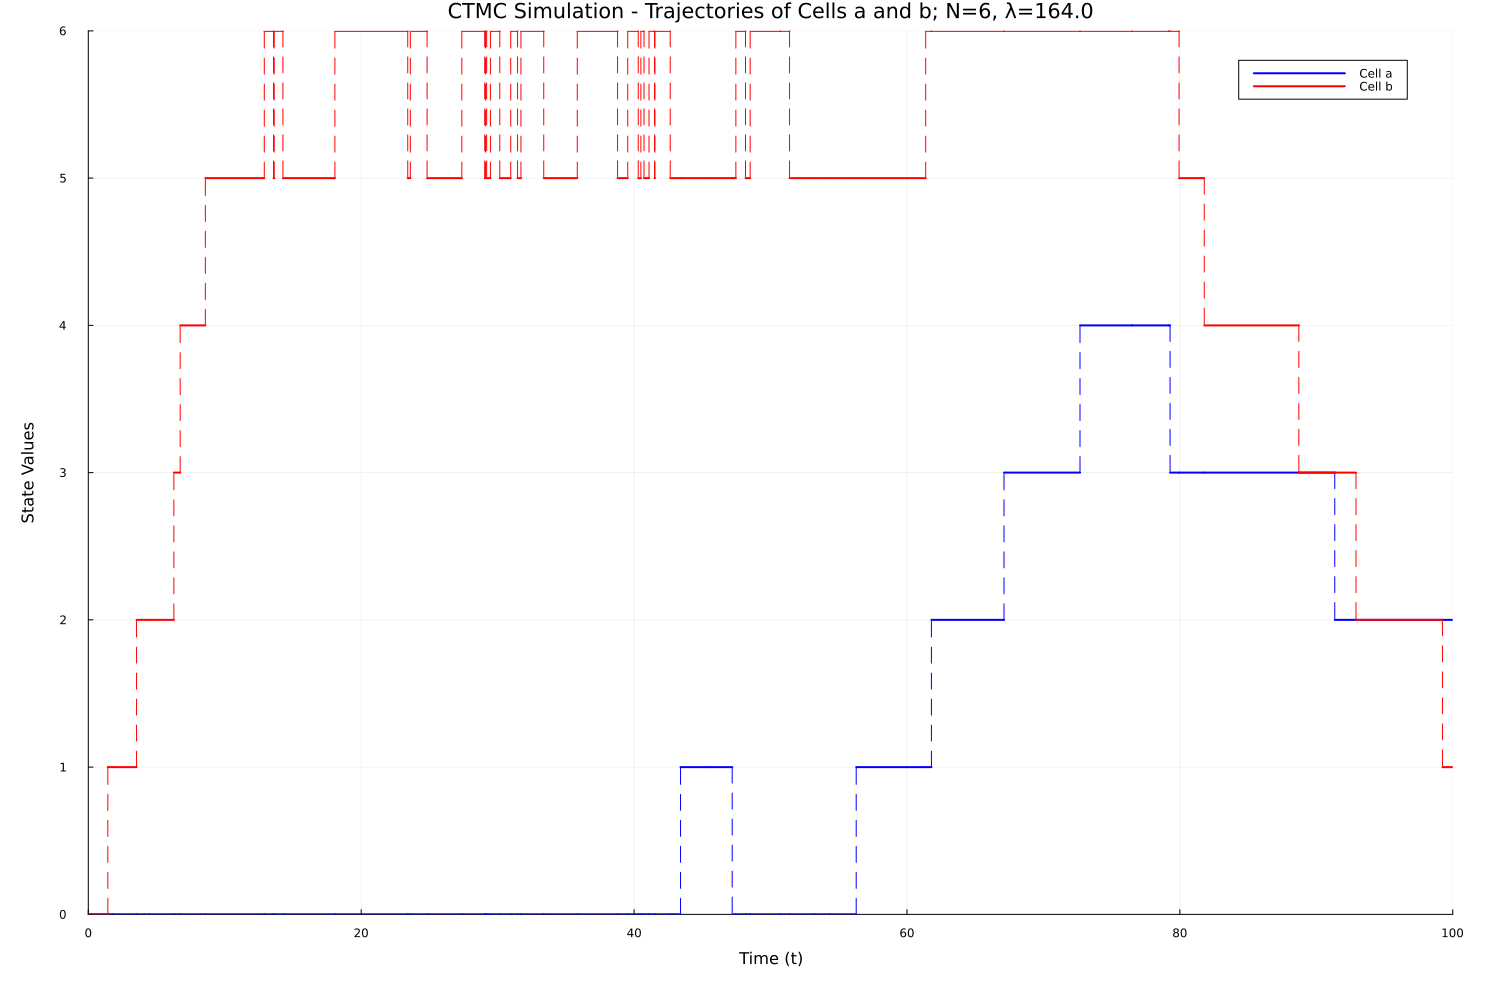 CTMC Simulation - Trajectories of Cells a and b; N=6, λ=164.0
Cell a
Cell b
State Values
6
5
4
3
2
1
0
0 20 40 60 80 100
Time (t)